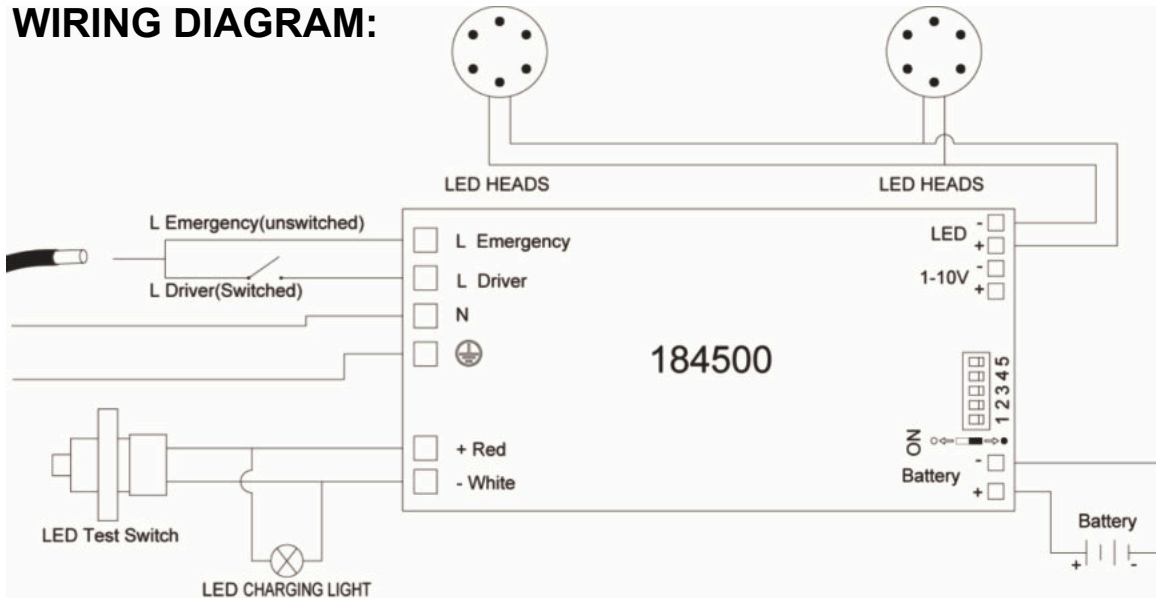 WIRING DIAGRAM:
LED HEADS
LED HEADS
L Emergency(unswitched)
L Driver(Switched)
L Emergency
L Driver
N
184500
LED
-
+
1-10V
-
+
1 2 3 4 5
ON
+ Red
- White
Battery
-
+
LED Test Switch
LED CHARGING LIGHT
Battery
+ -